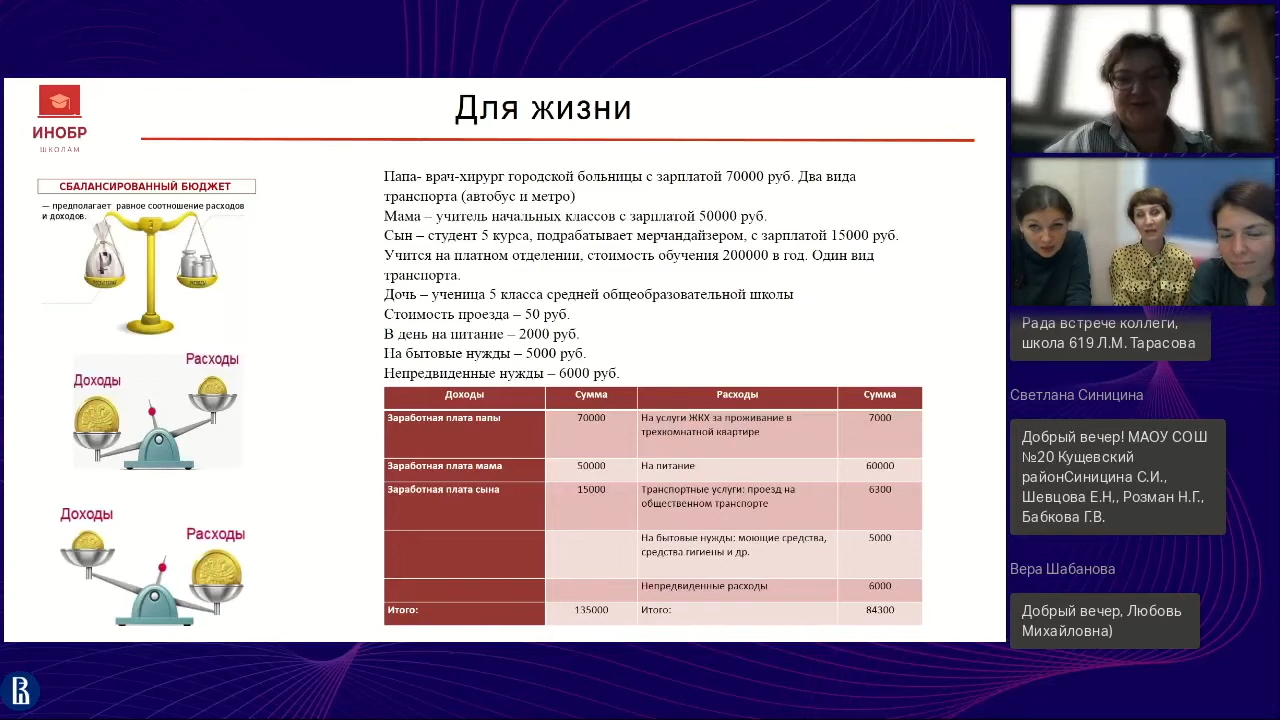 ИНОБР
ШКОЛАМ
Для жизни
СБАЛАНСИРОВАННЫЙ БЮДЖЕТ
— предполагает равное соотношение расходов
и доходов.
Расходы
Доходы
Доходы
Расходы
Папа- врач-хирург городской больницы с зарплатой 70000 руб. Два вида
транспорта (автобус и метро)
Мама – учитель начальных классов с зарплатой 50000 руб.
Сын – студент 5 курса, подрабатывает мерчандайзером, с зарплатой 15000 руб.
Учится на платном отделении, стоимость обучения 200000 в год. Один вид
транспорта.
Дочь – ученица 5 класса средней общеобразовательной школы
Стоимость проезда – 50 руб.
В день на питание – 2000 руб.
На бытовые нужды – 5000 руб.
Непредвиденные нужды – 6000 руб.
Доходы Сумма Расходы Сумма
Заработная плата папы 70000 На услуги ЖКХ за проживание в 7000
трехкомнатной квартире
Заработная плата мама 50000 На питание 60000
Заработная плата сына 15000 Транспортные услуги: проезд на 6300
общественном транспорте
На бытовые нужды: моющие средства, 5000
средства гигиены и др.
Непредвиденные расходы 6000
Итого: 135000 Итого: 84300
Рада встрече коллеги,
школа 619 Л.М. Тарасова
Светлана Синицина
Добрый вечер! МАОУ СОШ
№20 Кущевский
районСиницина С.И.,
Шевцова Е.Н,, Розман Н.Г.,
Бабкова Г.В.
Вера Шабанова
Добрый вечер, Любовь
Михайловна)